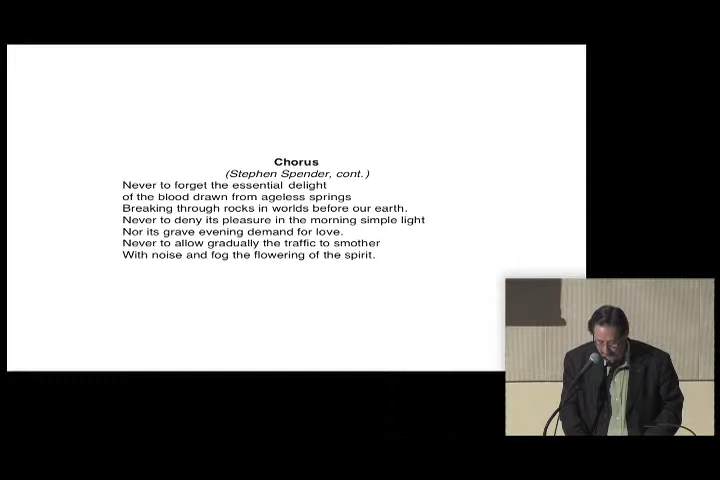 Chorus
(Stephen Spender, cont.)
Never to forget the essential delight
of the blood drawn from ageless springs
Breaking through rocks in worlds before our earth.
Never to deny its pleasure in the morning simple light
Nor its grave evening demand for love.
Never to allow gradually the traffic to smother
With noise and fog the flowering of the spirit.